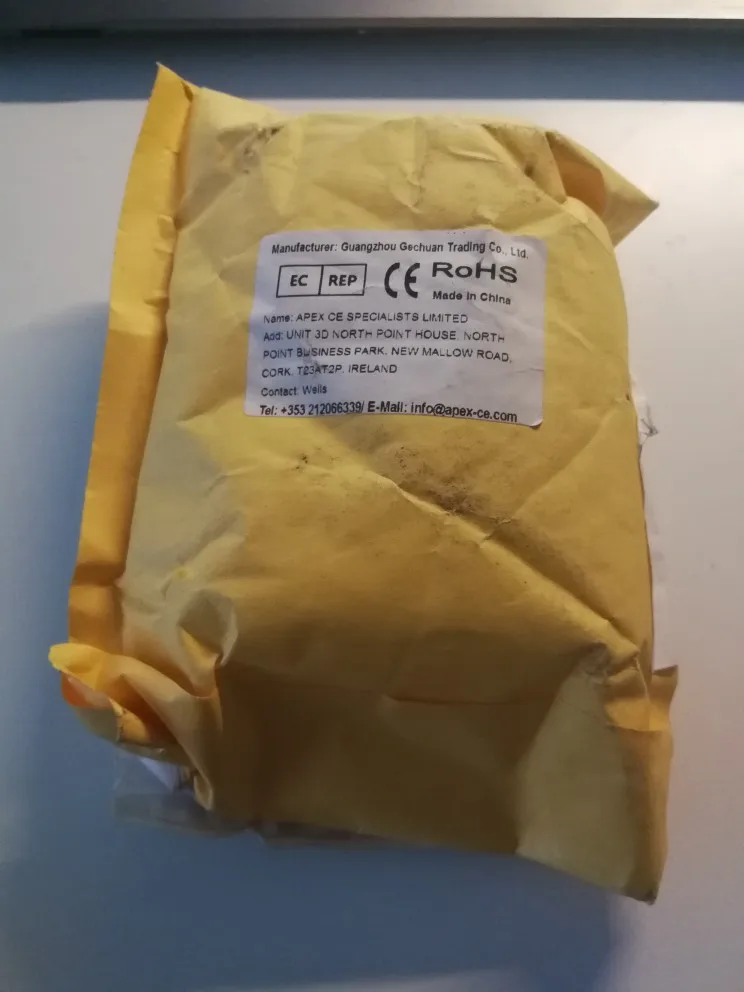 Manufacturer: Guangzhou Gechuan Trading Co., Ltd.
EC REP CE RoHS
Made in China
Name: APEX CE SPECIALISTS LIMITED
Add: UNIT 3D NORTH POINT HOUSE, NORTH
POINT BUSINESS PARK, NEW MALLOW ROAD,
CORK, T23AT2P, IRELAND
Contact: Wells
Tel: +353 212066339/ E-Mail: info@apex-ce.com